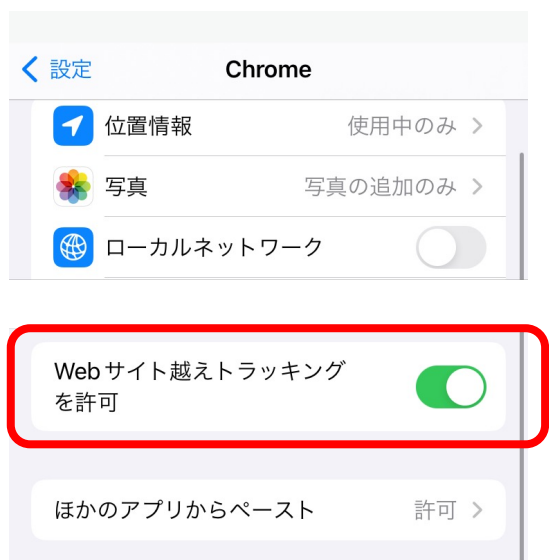 設定
Chrome
位置情報 使用中のみ
写真 写真の追加のみ
ローカルネットワーク
Webサイト越えトラッキング
を許可
ほかのアプリからペースト 許可